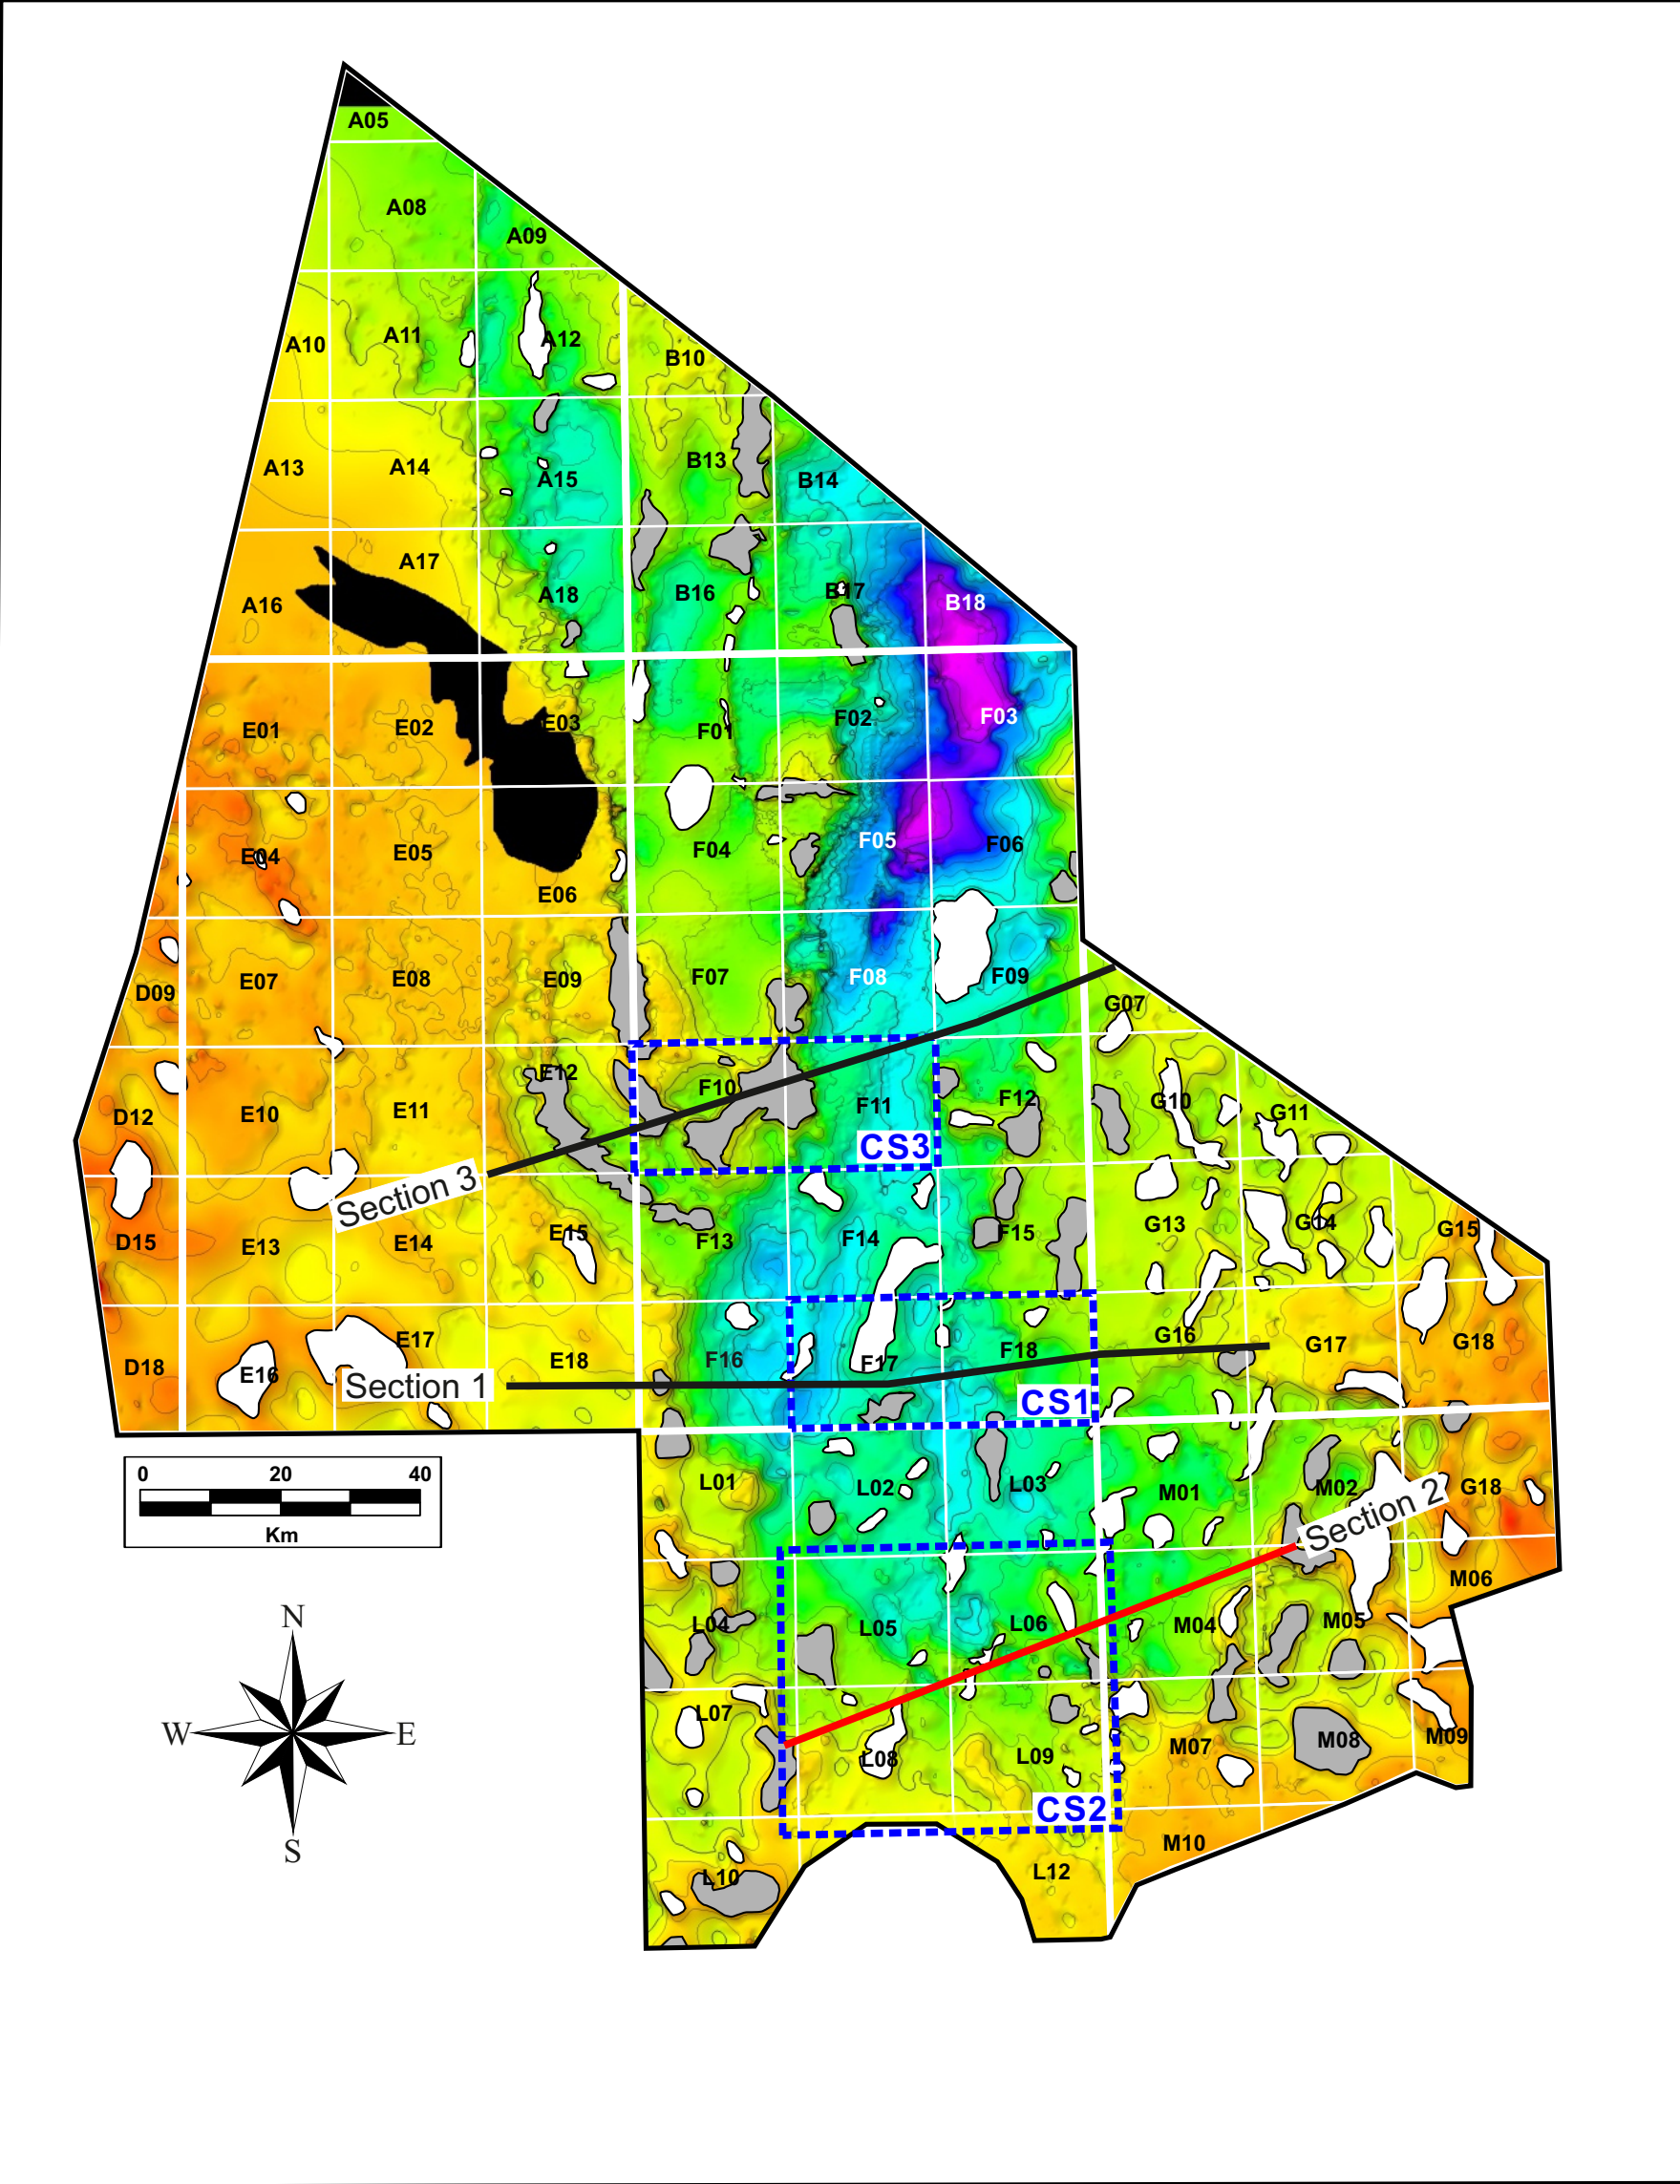 A05
A08
A09
A10 A11 A12 B10
A13 A14 A15 B13 B14
A16 A17 A18 B16 B17 B18
E01 E02 E03 F01 F02 F03
E04 E05 F04 F05 F06
E06
D09 E07 E08 E09 F07 F08 F09 G07
D12 E10 E11 E12 F10 F11 F12 G10 G11
CS3
Section 3
D15 E13 E14 E15 F13 F14 F15 G13 G14 G15
D18 E16 E17 E18 F16 F17 F18 G16 G17 G18
Section 1
CS1
0 20 40
Km
L01 L02 L03 M01 M02 G18
Section 2
L04 L05 L06 M04 M05 M06
L07 L08 L09 M07 M08 M09
CS2
L10 L12 M10
N
W E
S